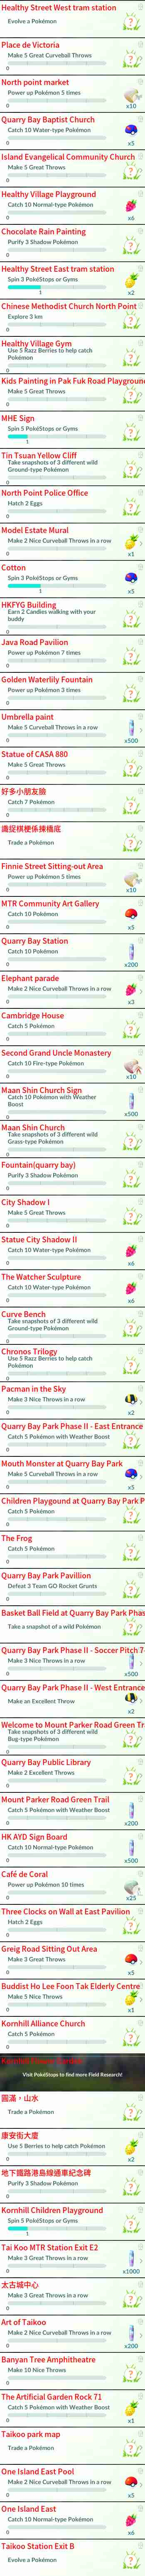 Healthy Street West tram station
Evolve a Pokémon
0
Place de Victoria
Make 5 Great Curveball Throws
0
North point market
Power up Pokémon 5 times
0
x10
Quarry Bay Baptist Church
Catch 10 Water-type Pokémon
0
x5
Island Evangelical Community Church
Make 5 Great Throws
0
Healthy Village Playground
Catch 10 Normal-type Pokémon
0
x6
Chocolate Rain Painting
Purify 3 Shadow Pokémon
0
Healthy Street East tram station
Spin 3 PokéStops or Gyms
1
x2
Chinese Methodist Church North Point
Explore 3 km
0
Healthy Village Gym
Use 5 Razz Berries to help catch
Pokémon
0
Kids Painting in Pak Fuk Road Playground
Make 5 Great Throws
0
MHE Sign
Spin 5 PokéStops or Gyms
1
Tin Tsuan Yellow Cliff
Take snapshots of 3 different wild
Ground-type Pokémon
0
North Point Police Office
Hatch 2 Eggs
0
Model Estate Mural
Make 2 Nice Curveball Throws in a row
0
x1
Cotton
Spin 3 PokéStops or Gyms
1
x5
HKFYG Building
Earn 2 Candies walking with your
buddy
0
Java Road Pavilion
Power up Pokémon 7 times
0
Golden Waterlily Fountain
Power up Pokémon 3 times
0
Umbrella paint
Make 5 Curveball Throws in a row
0
x500
Statue of CASA 880
Make 5 Great Throws
0
好多小朋友臉
Catch 7 Pokémon
0
識捉棋梗係揀橋底
Trade a Pokémon
0
Finnie Street Sitting-out Area
Power up Pokémon 5 times
0
x10
MTR Community Art Gallery
Catch 10 Pokémon
0
x5
Quarry Bay Station
Catch 10 Pokémon
0
x200
Elephant parade
Make 2 Nice Curveball Throws in a row
0
x3
Cambridge House
Catch 5 Pokémon
0
Second Grand Uncle Monastery
Catch 10 Fire-type Pokémon
0
x10
Maan Shin Church Sign
Catch 10 Pokémon with Weather
Boost
0
x500
Maan Shin Church
Take snapshots of 3 different wild
Grass-type Pokémon
0
Fountain(quarry bay)
Purify 3 Shadow Pokémon
0
City Shadow I
Make 5 Great Throws
0
Statue City Shadow II
Catch 10 Water-type Pokémon
0
x6
The Watcher Sculpture
Catch 10 Water-type Pokémon
0
x6
Curve Bench
Take snapshots of 3 different wild
Ground-type Pokémon
0
Chronos Trilogy
Use 5 Razz Berries to help catch
Pokémon
0
Pacman in the Sky
Make 3 Nice Throws in a row
0
x2
Quarry Bay Park Phase II - East Entrance
Catch 5 Pokémon with Weather Boost
0
Mouth Monster at Quarry Bay Park
Make 5 Curveball Throws in a row
0
x5
Children Playgound at Quarry Bay Park P
Catch 5 Pokémon
0
The Frog
Catch 5 Pokémon
0
Quarry Bay Park Pavillion
Defeat 3 Team GO Rocket Grunts
0
Basket Ball Field at Quarry Bay Park Phas
Take a snapshot of a wild Pokémon
0
Quarry Bay Park Phase II - Soccer Pitch 7-
Make 3 Nice Throws in a row
0
x500
Quarry Bay Park Phase II - West Entrance
Make an Excellent Throw
0
x2
Welcome to Mount Parker Road Green Tr
Take snapshots of 3 different wild
Bug-type Pokémon
0
Quarry Bay Public Library
Make 2 Excellent Throws
0
Mount Parker Road Green Trail
Catch 5 Pokémon with Weather Boost
0
x200
HK AYD Sign Board
Catch 10 Normal-type Pokémon
0
x500
Café de Coral
Power up Pokémon 10 times
0
x25
Three Clocks on Wall at East Pavilion
Hatch 2 Eggs
0
Greig Road Sitting Out Area
Make 3 Great Throws
0
x5
Buddist Ho Lee Foon Tak Elderly Centre
Make 5 Nice Throws
0
x1
Kornhill Alliance Church
Catch 5 Pokémon
0
Visit PokéStops to find more Field Research!
圓滿，山水
Trade a Pokémon
0
康安街大廈
Use 5 Berries to help catch Pokémon
0
x2
地下鐵路港島線通車紀念碑
Purify 3 Shadow Pokémon
0
Kornhill Children Playground
Spin 5 PokéStops or Gyms
1
Tai Koo MTR Station Exit E2
Make 3 Great Throws in a row
0
x1000
太古城中心
Make 3 Great Throws in a row
0
Art of Taikoo
Make 2 Nice Curveball Throws in a row
0
x200
Banyan Tree Amphitheatre
Make 10 Nice Throws
0
The Artificial Garden Rock 71
Catch 5 Pokémon with Weather Boost
0
x1
Taikoo park map
Trade a Pokémon
0
One Island East Pool
Make 2 Nice Curveball Throws in a row
0
x5
One Island East
Catch 10 Normal-type Pokémon
0
x6
Taikoo Station Exit B
Evolve a Pokémon
0